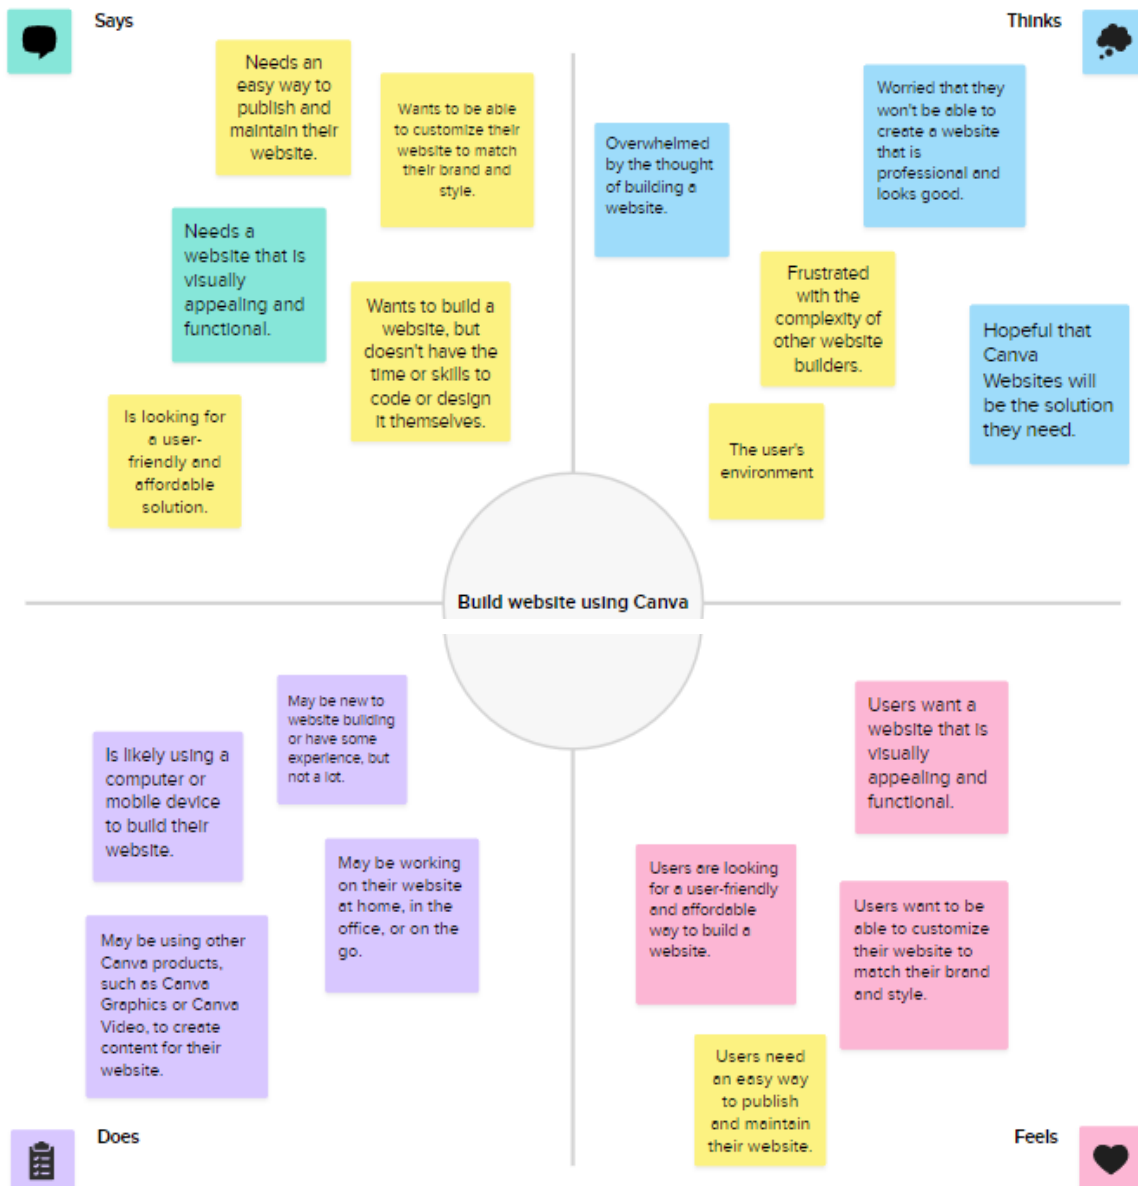 Says
Needs an
easy way to
publish and
maintain their
website.
Wants to be able
to customize their
website to match
their brand and
style.
Needs a
website that is
visually
appealing and
functional.
Wants to build a
website, but
doesn't have the
time or skills to
code or design
it themselves.
Is looking for
a user-
friendly and
affordable
solution.
Thinks
Overwhelmed
by the thought
of building a
website.
Worried that they
won't be able to
create a website
that is
professional and
looks good.
Frustrated
with the
complexity of
other website
builders.
Hopeful that
Canva
Websites will
be the solution
they need.
The user's
environment
Build website using Canva
May be new to
website building
or have some
experience, but
not a lot.
Is likely using a
computer or
mobile device
to build their
website.
May be working
on their website
at home, in the
office, or on the
go.
May be using other
Canva products,
such as Canva
Graphics or Canva
Video, to create
content for their
website.
Does
Users want a
website that is
visually
appealing and
functional.
Users are looking
for a user-friendly
and affordable
way to build a
website.
Users want to be
able to customize
their website to
match their brand
and style.
Users need
an easy way
to publish
and maintain
their website.
Feels